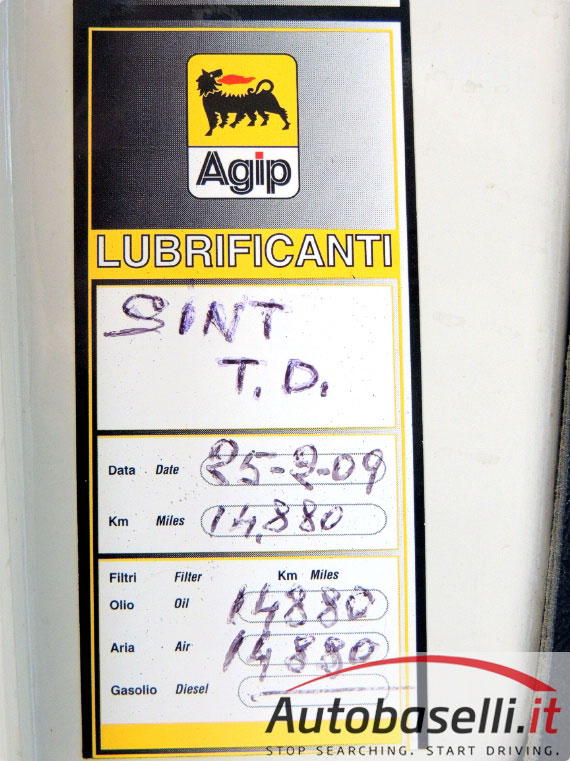 Agip
LUBRIFICANTI
SINT
T.D.
Data Date 25-2-09
Km Miles 14,880
Filtri Filter Km Miles
Olio Oil 14880
Aria Air 14880
Gasolio Diesel —
Autobaselli.it
STOP SEARCHING. START DRIVING.